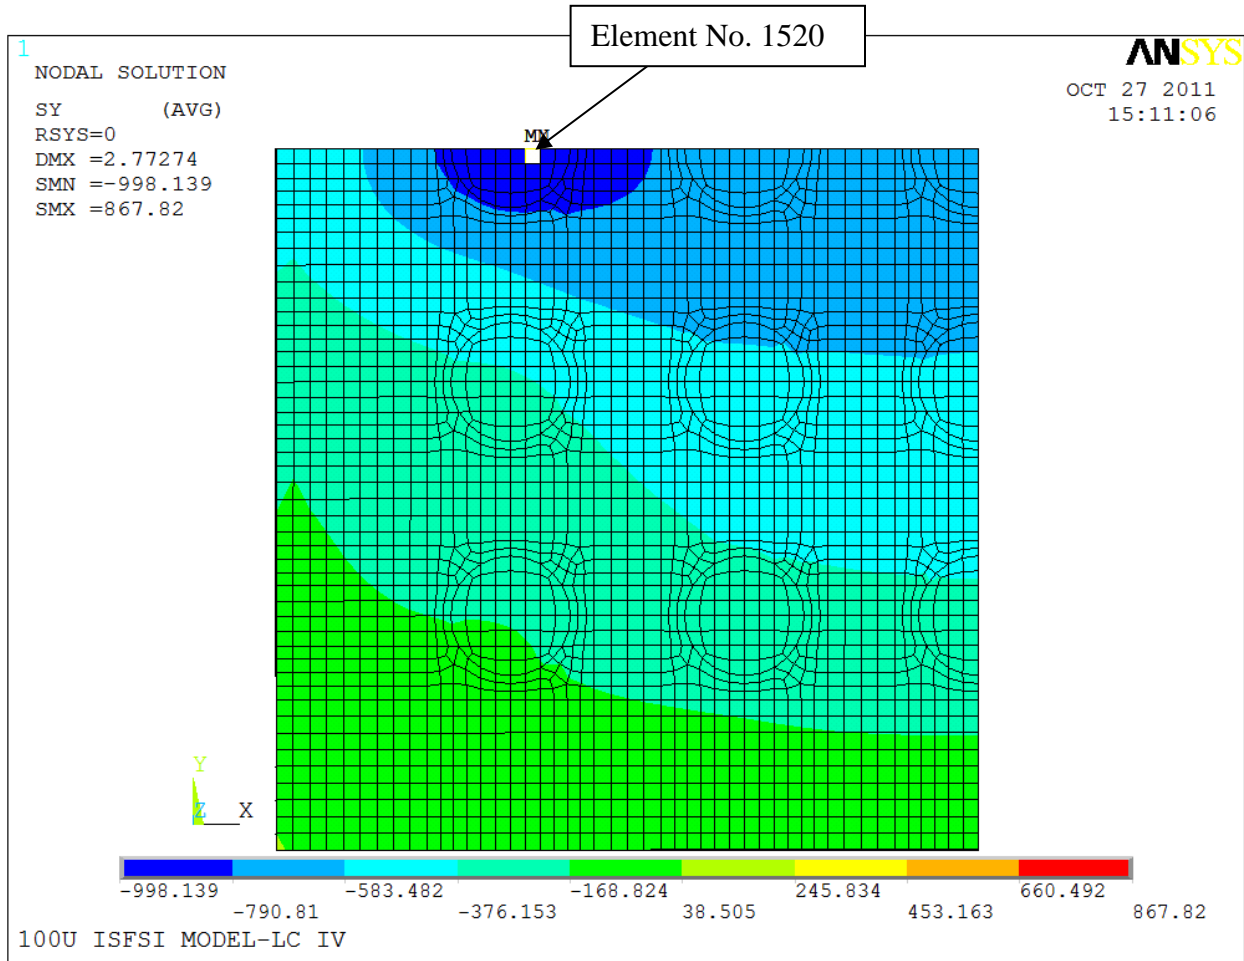 Element No. 1520
1
NODAL SOLUTION
ANSYS
SY (AVG)
RSYS=0
DMX =2.77274
SMN =-998.139
SMX =867.82
OCT 27 2011
15:11:06
MN
Y
Z X
-998.139 -583.482 -168.824 245.834 660.492
-790.81 -376.153 38.505 453.163 867.82
100U ISFSI MODEL-LC IV